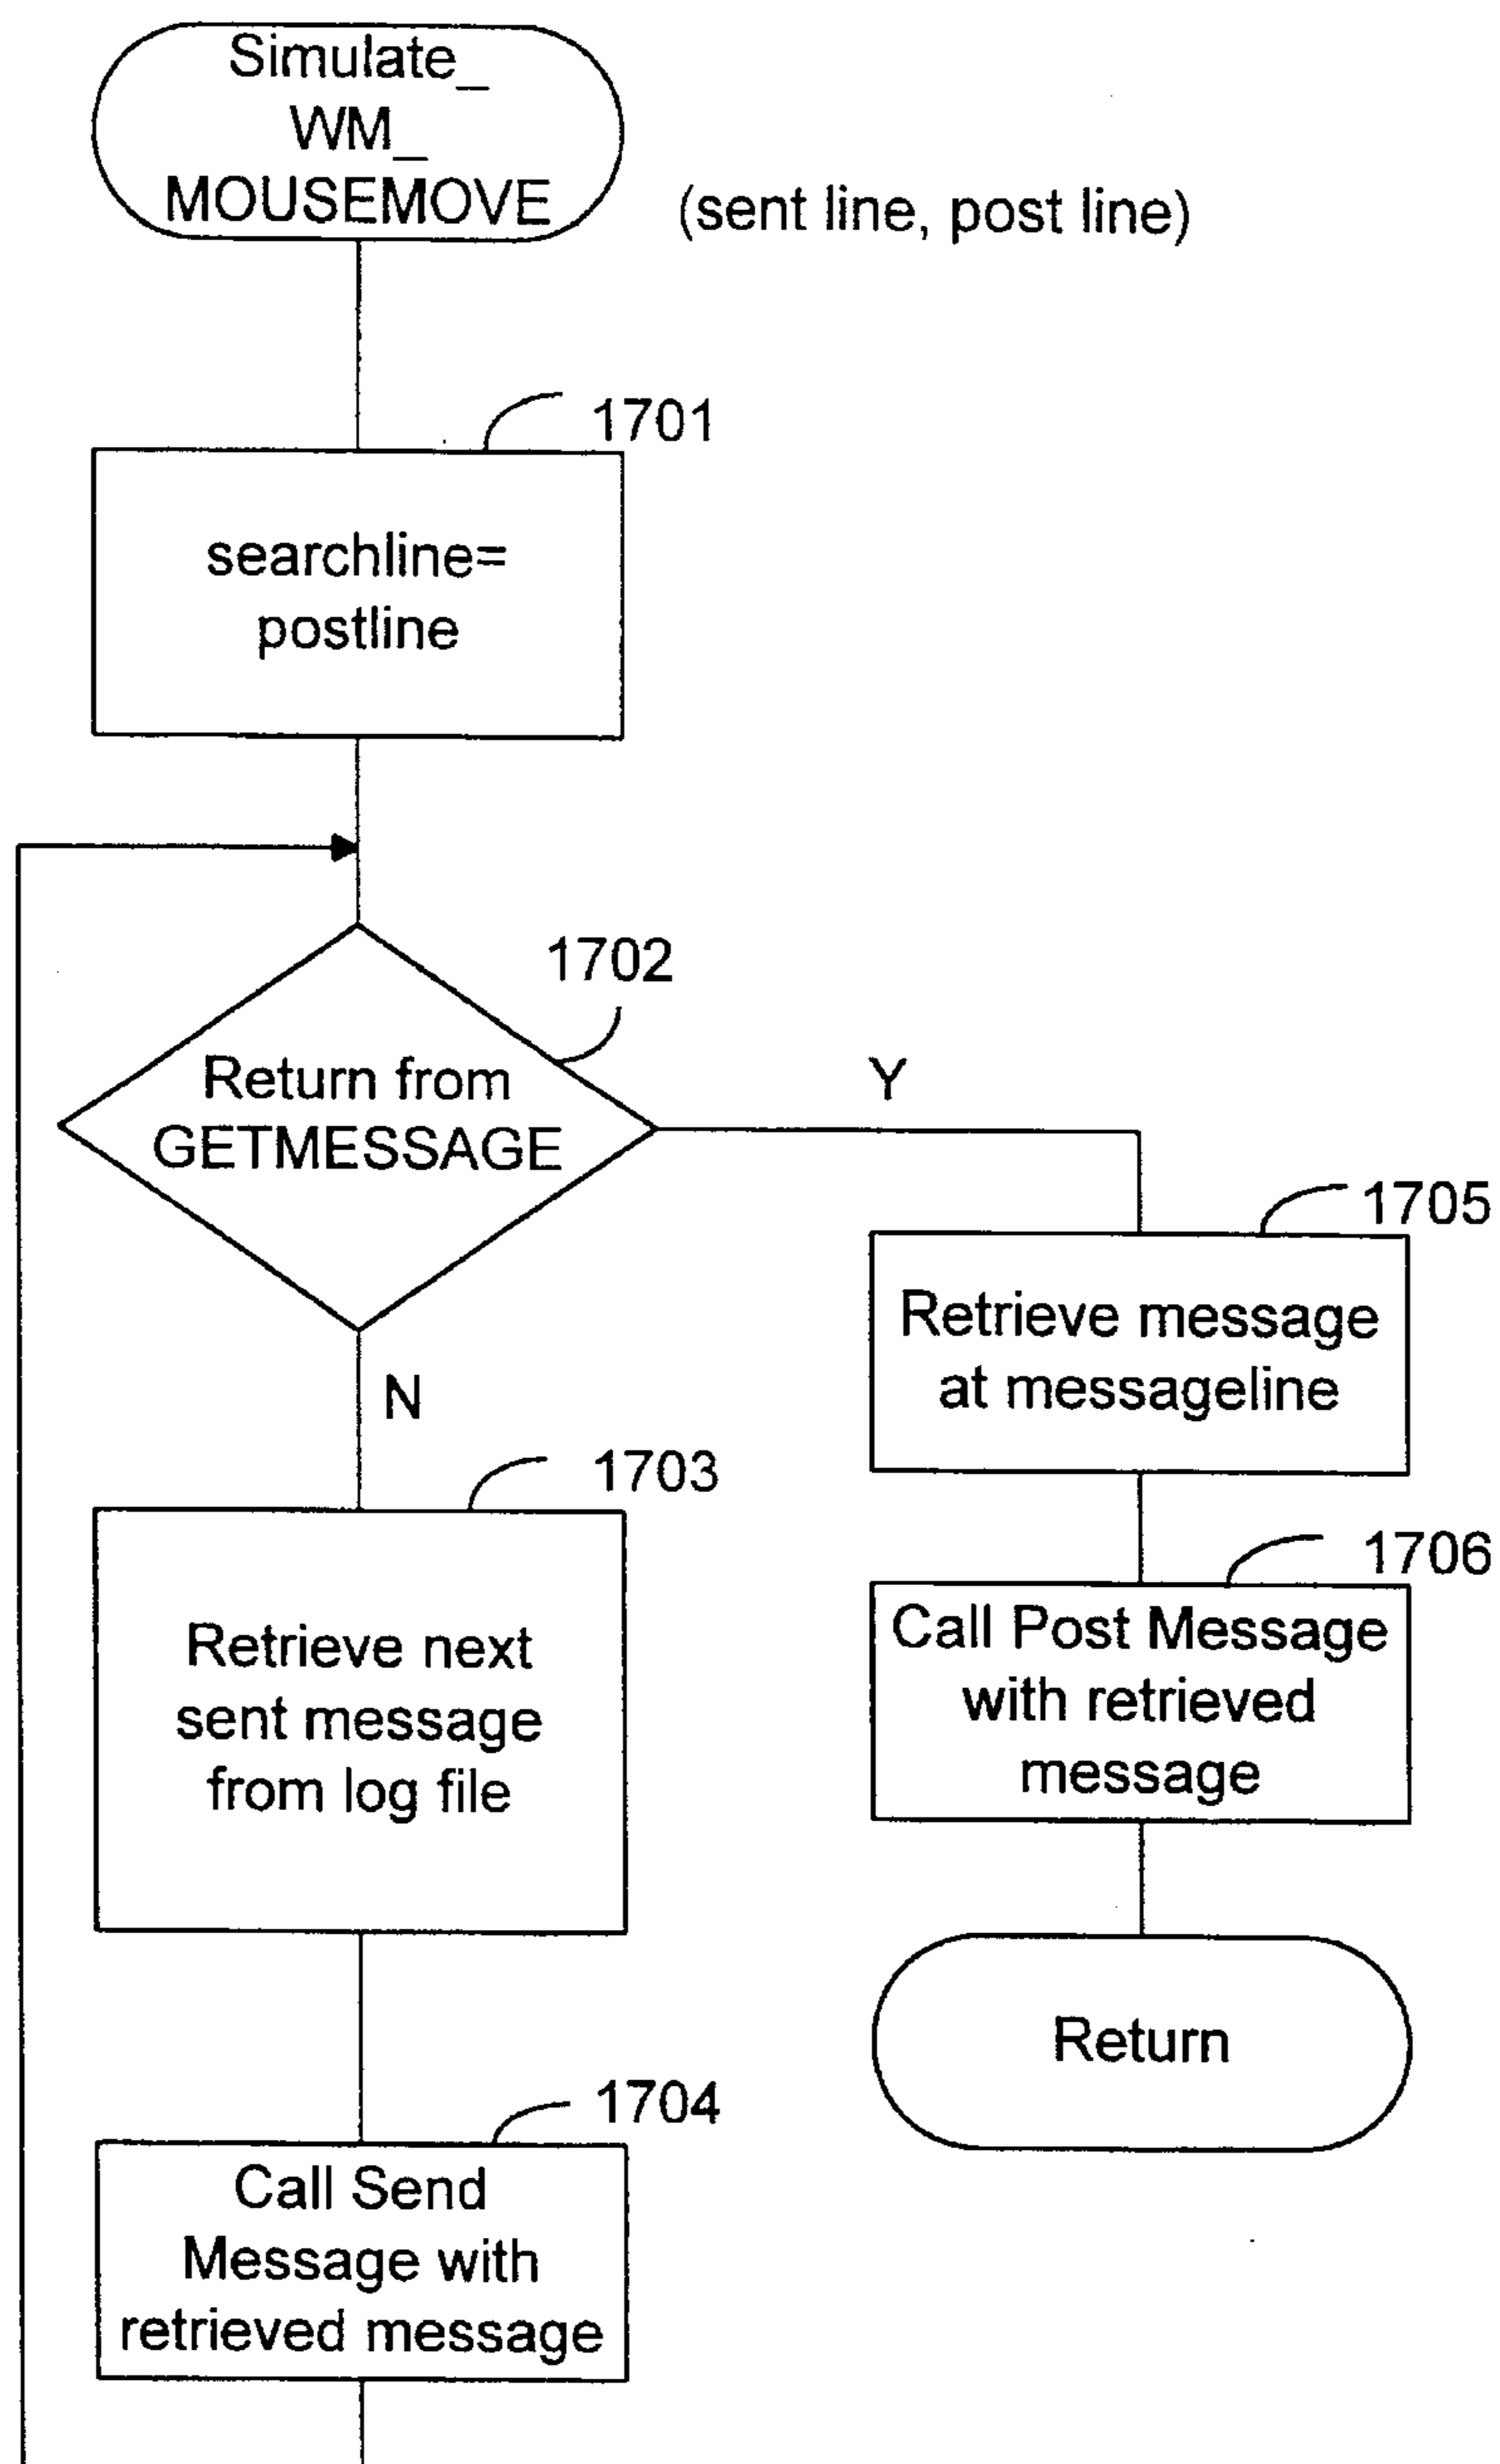 Simulate_
WM_
MOUSEMOVE
(sent line, post line)
1701
searchline=
postline
1702
Return from
GETMESSAGE
Y
N
1703
Retrieve next
sent message
from log file
1704
Call Send
Message with
retrieved message
1705
Retrieve message
at messageline
1706
Call Post Message
with retrieved
message
Return